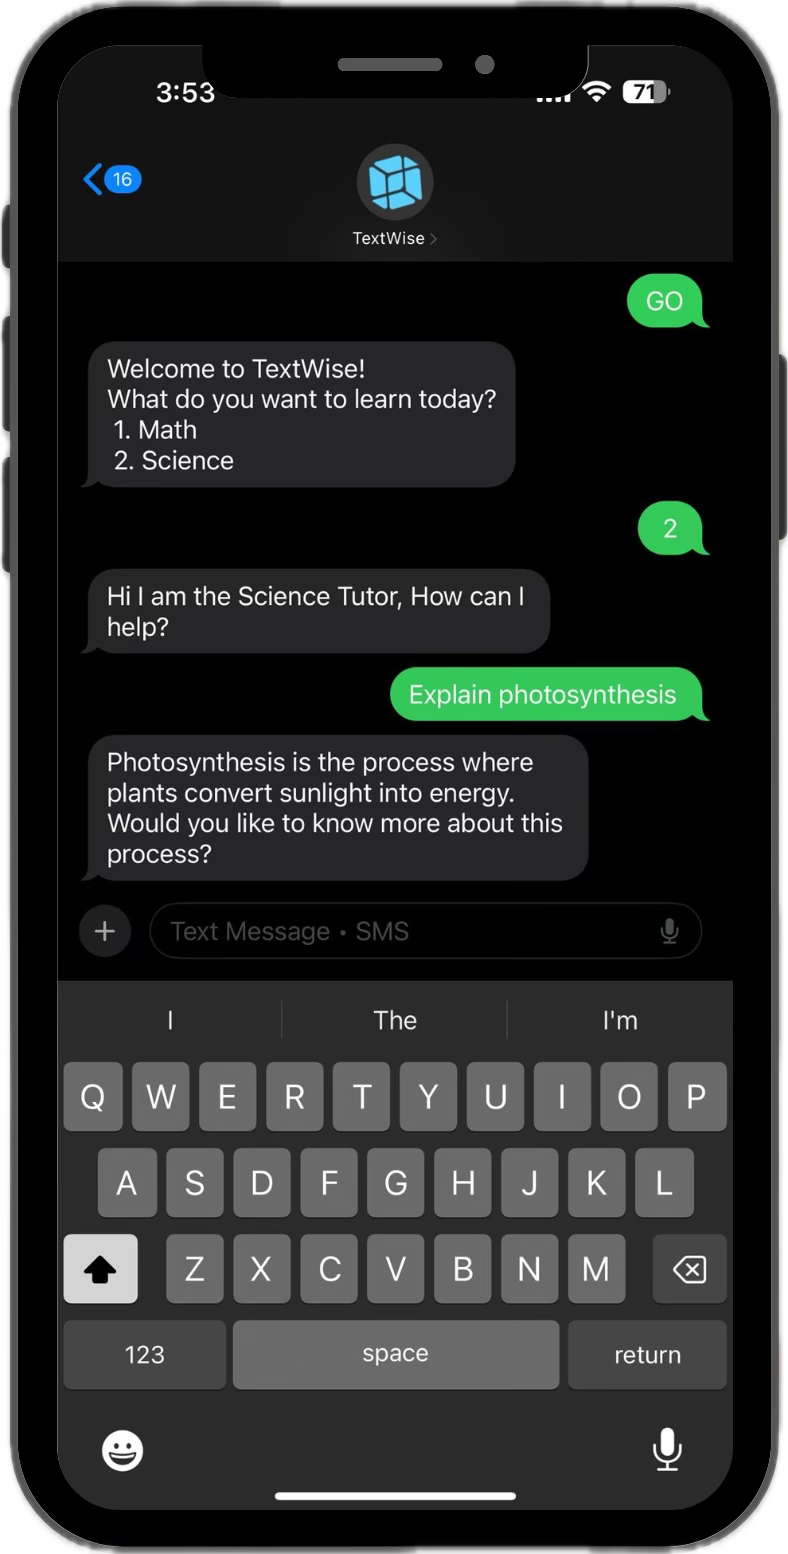 3:53
71
16
TextWise
GO
Welcome to TextWise!
What do you want to learn today?
1. Math
2. Science
2
Hi I am the Science Tutor, How can I
help?
Explain photosynthesis
Photosynthesis is the process where
plants convert sunlight into energy.
Would you like to know more about this
process?
Text Message • SMS
I The I'm
Q W E R T Y U I O P
A S D F G H J K L
Z X C V B N M
123 space return